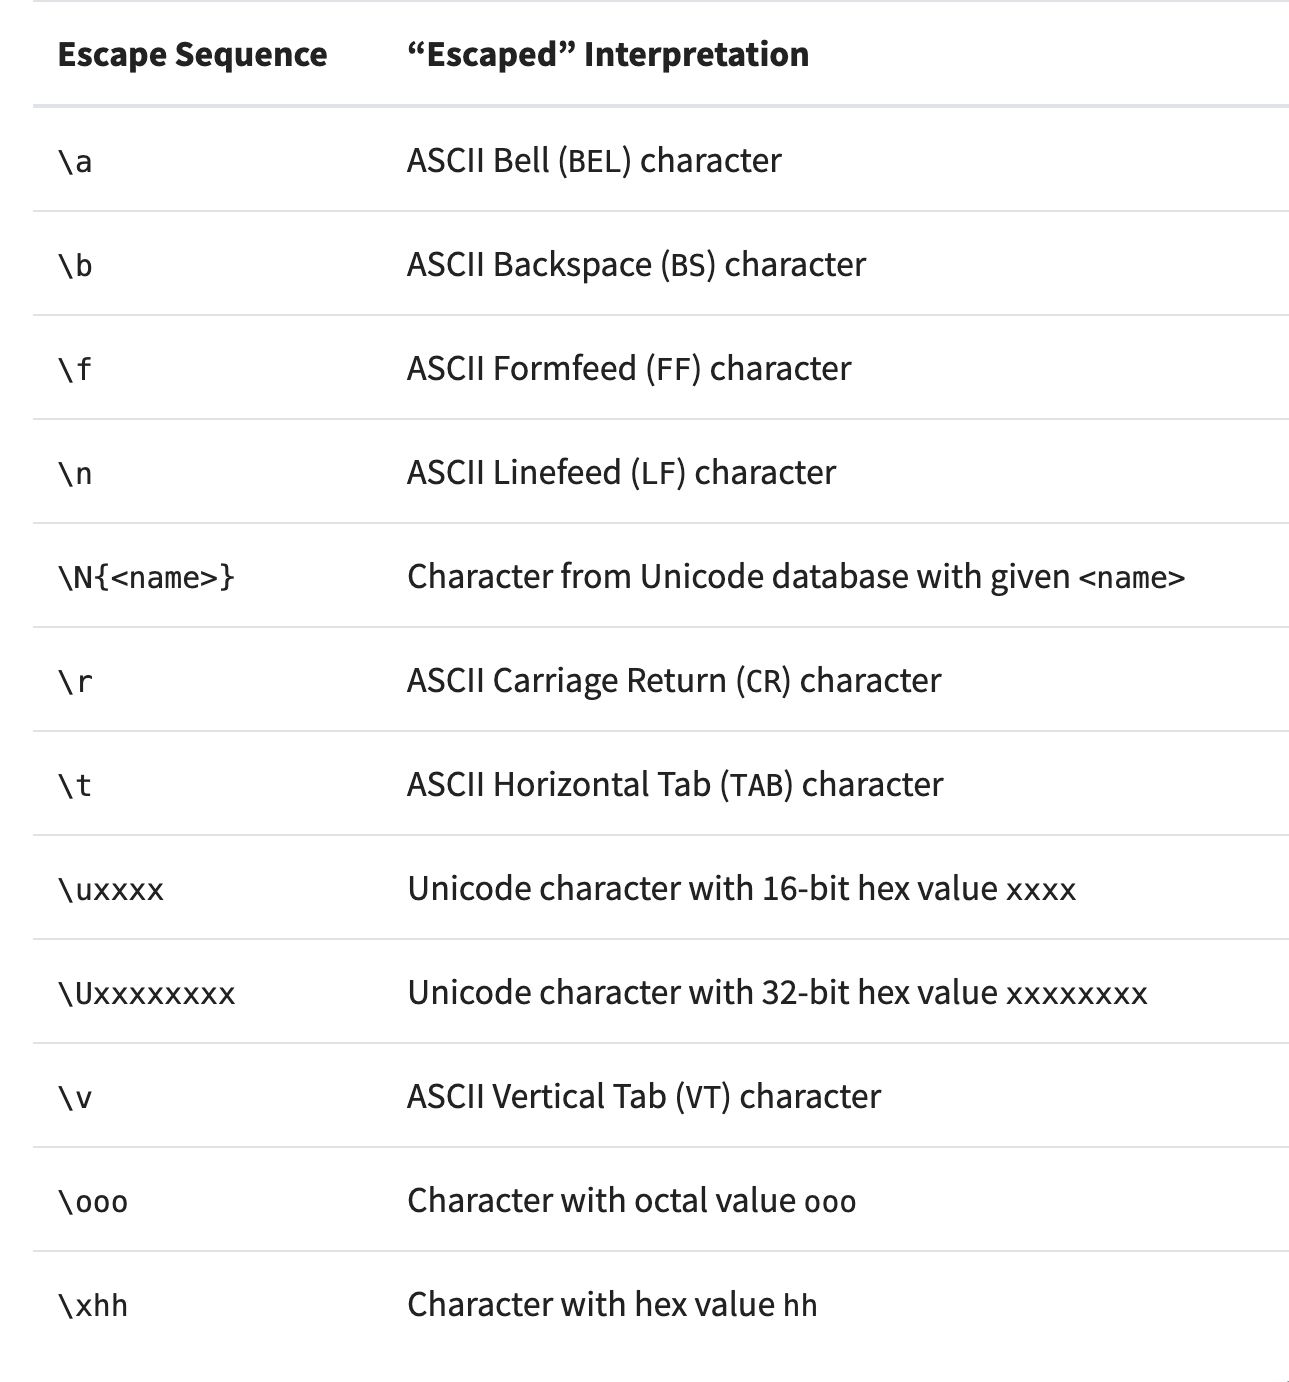 Escape Sequence “Escaped” Interpretation
\a ASCII Bell (BEL) character
\b ASCII Backspace (BS) character
\f ASCII Formfeed (FF) character
\n ASCII Linefeed (LF) character
\N{<name>} Character from Unicode database with given <name>
\r ASCII Carriage Return (CR) character
\t ASCII Horizontal Tab (TAB) character
\uxxxx Unicode character with 16-bit hex value xxxx
\Uxxxxxxxx Unicode character with 32-bit hex value xxxxxxxx
\v ASCII Vertical Tab (VT) character
\ooo Character with octal value ooo
\xhh Character with hex value hh